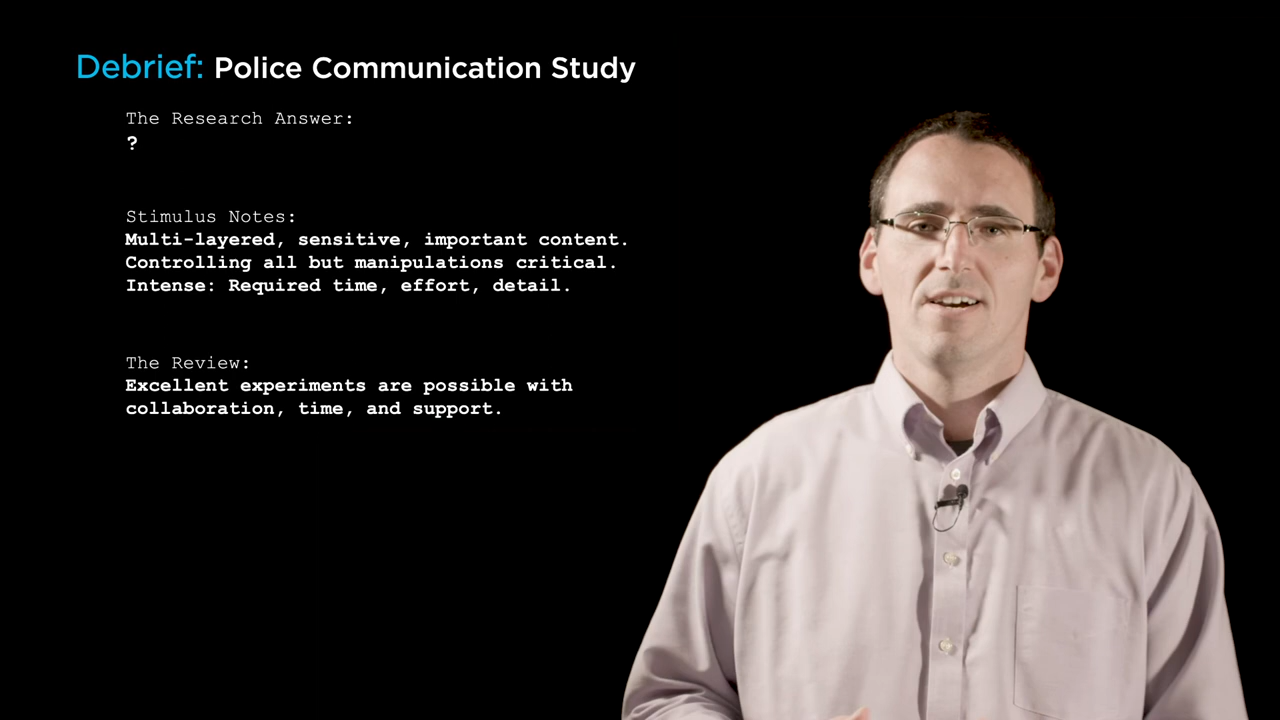 Debrief: Police Communication Study
The Research Answer:
?
Stimulus Notes:
Multi-layered, sensitive, important content.
Controlling all but manipulations critical.
Intense: Required time, effort, detail.
The Review:
Excellent experiments are possible with
collaboration, time, and support.